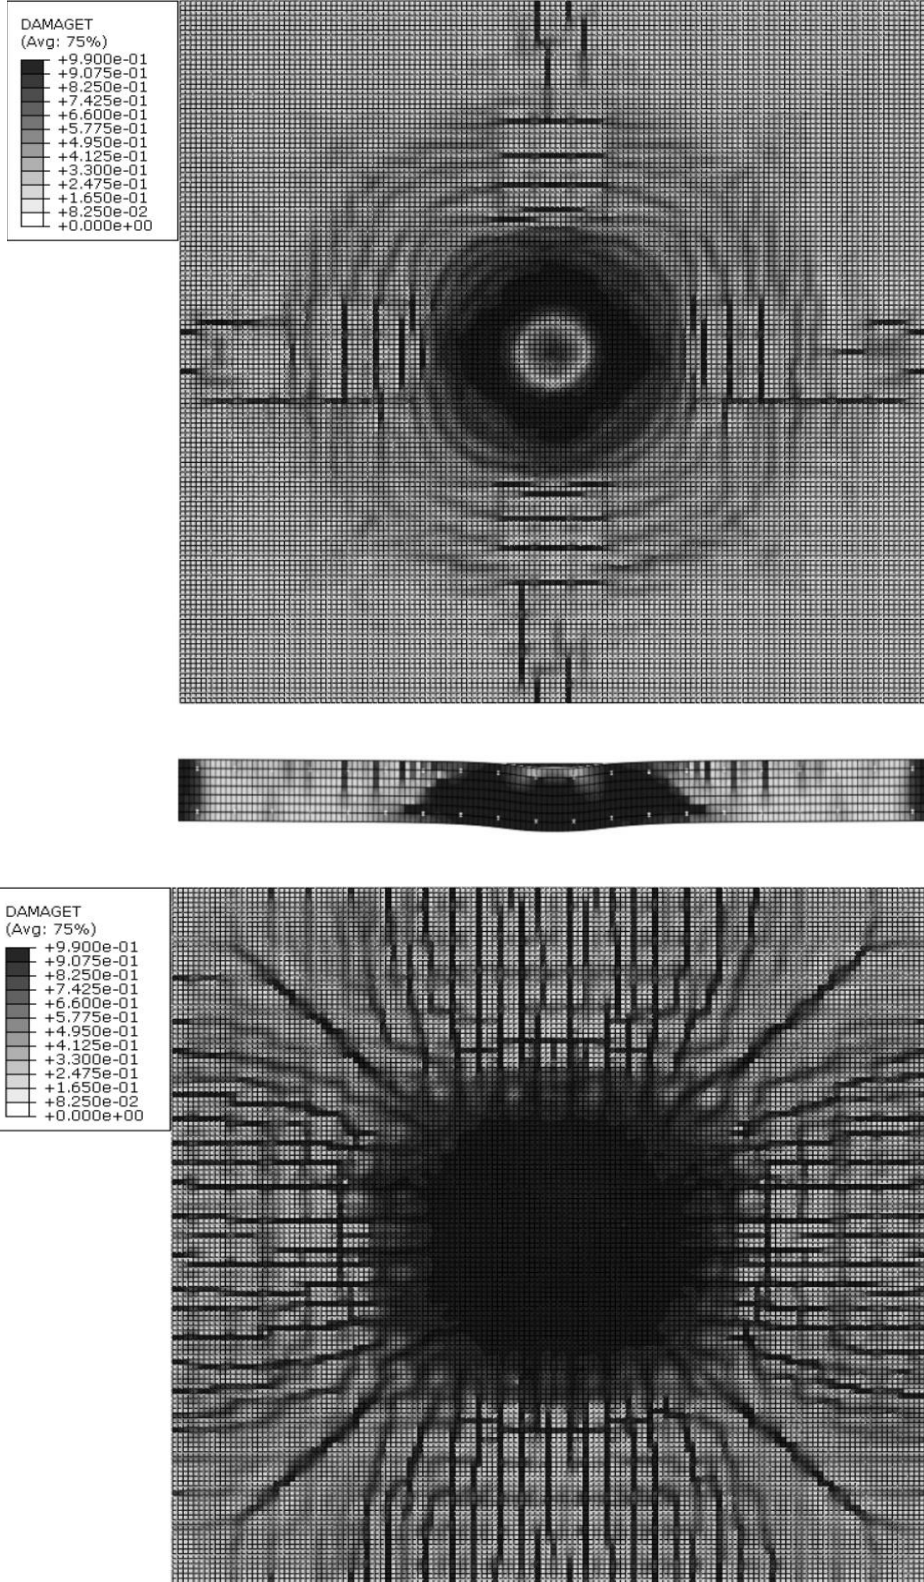 DAMAGET
(Avg: 75%)
+9.900e-01
+9.075e-01
+8.250e-01
+7.425e-01
+6.600e-01
+5.775e-01
+4.950e-01
+4.125e-01
+3.300e-01
+2.475e-01
+1.650e-01
+8.250e-02
+0.000e+00
DAMAGET
(Avg: 75%)
+9.900e-01
+9.075e-01
+8.250e-01
+7.425e-01
+6.600e-01
+5.775e-01
+4.950e-01
+4.125e-01
+3.300e-01
+2.475e-01
+1.650e-01
+8.250e-02
+0.000e+00